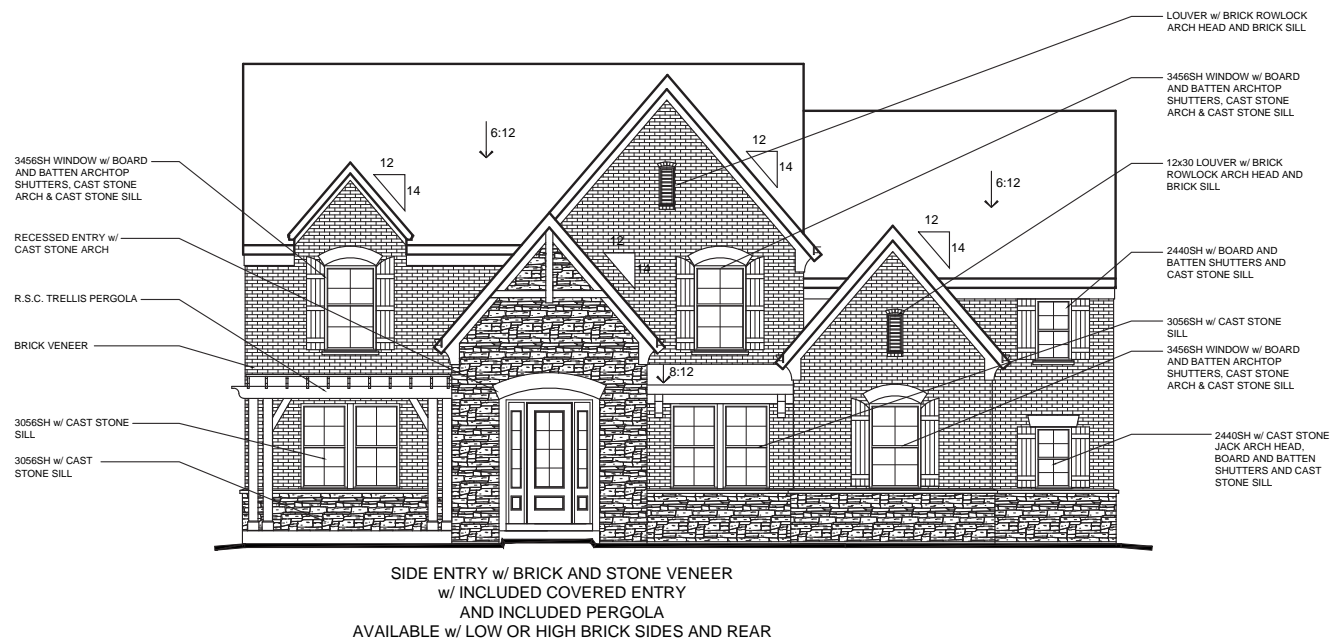 LOUVER w/ BRICK ROWLOCK
ARCH HEAD AND BRICK SILL
3456SH WINDOW w/ BOARD
AND BATTEN ARCHTOP
SHUTTERS, CAST STONE
ARCH & CAST STONE SILL
12x30 LOUVER w/ BRICK
ROWLOCK ARCH HEAD AND
BRICK SILL
2440SH w/ BOARD AND
BATTEN SHUTTERS AND
CAST STONE SILL
3056SH w/ CAST STONE
SILL
3456SH WINDOW w/ BOARD
AND BATTEN ARCHTOP
SHUTTERS, CAST STONE
ARCH & CAST STONE SILL
2440SH w/ CAST STONE
JACK ARCH HEAD,
BOARD AND BATTEN
SHUTTERS AND CAST
STONE SILL
3456SH WINDOW w/ BOARD
AND BATTEN ARCHTOP
SHUTTERS, CAST STONE
ARCH & CAST STONE SILL
RECESSED ENTRY w/
CAST STONE ARCH
R.S.C. TRELLIS PERGOLA
BRICK VENEER
3056SH w/ CAST STONE
SILL
3056SH w/ CAST
STONE SILL
6:12
12
14
12
14
6:12
12
14
12
14
8:12
SIDE ENTRY w/ BRICK AND STONE VENEER
w/ INCLUDED COVERED ENTRY
AND INCLUDED PERGOLA
AVAILABLE w/ LOW OR HIGH BRICK SIDES AND REAR